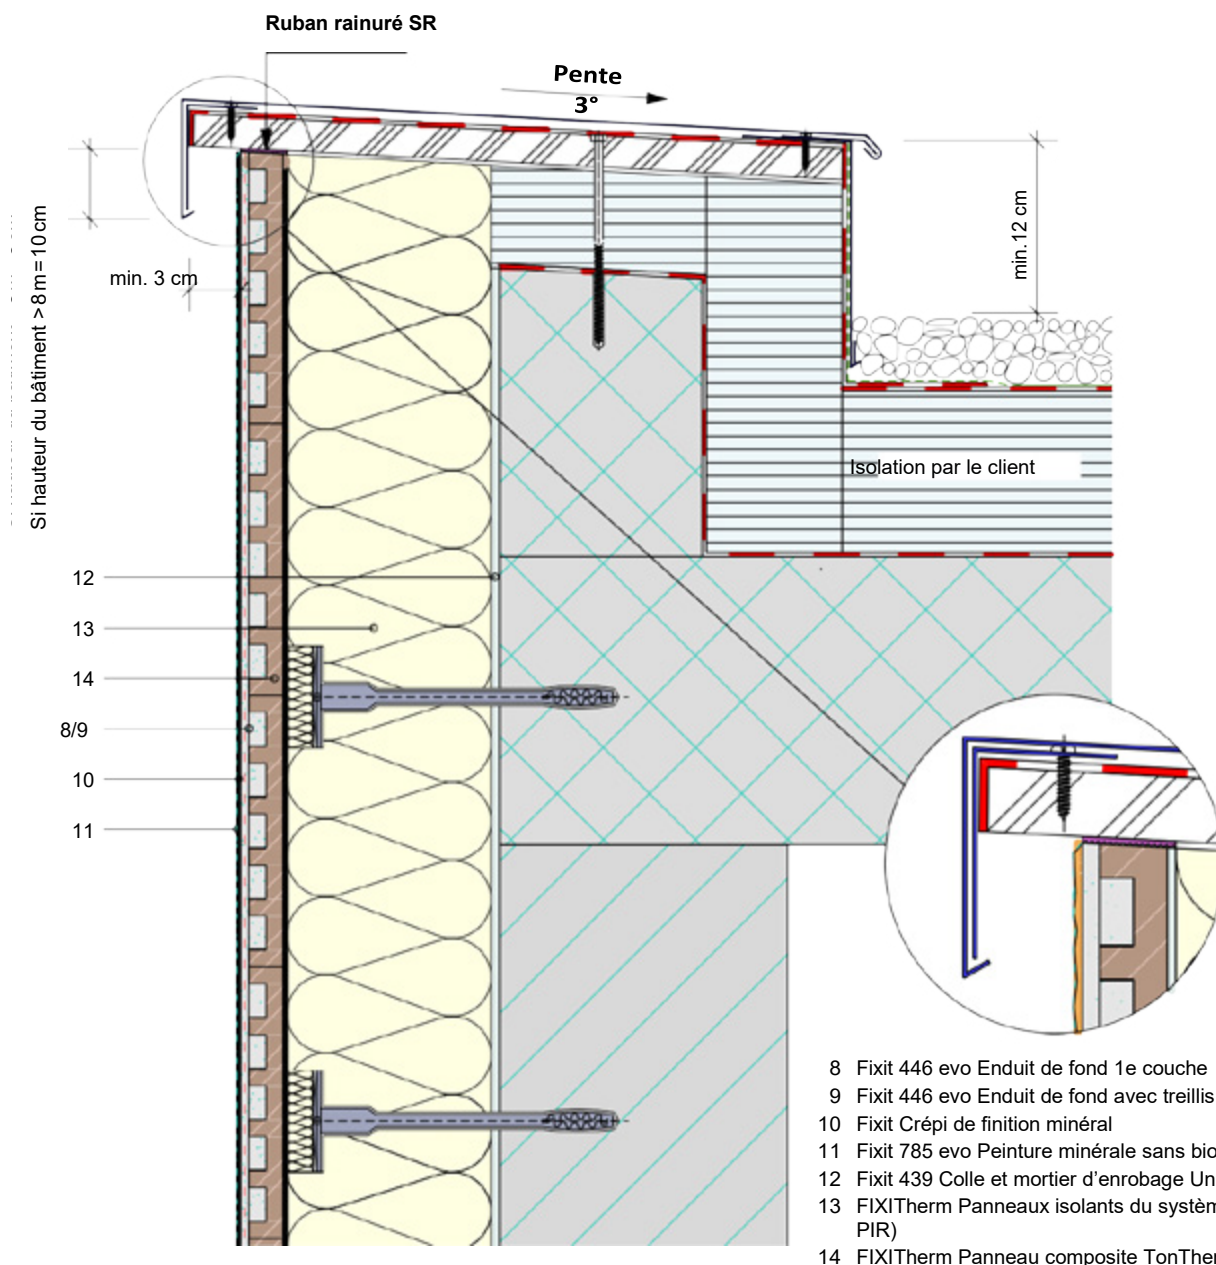 Ruban rainuré SR
Pente
3°
min. 3 cm
Si hauteur du bâtiment > 8 m = 10 cm
min.12 cm
Isolation par le client
12
13
14
8/9
10
11
8 Fixit 446 evo Enduit de fond 1e couche
9 Fixit 446 evo Enduit de fond avec treillis
10 Fixit Crépi de finition minéral
11 Fixit 785 evo Peinture minérale sans bio
12 Fixit 439 Colle et mortier d’enrobage Un
13 FIXITherm Panneaux isolants du systèm
PIR)
14 FIXITherm Panneau composite TonTher